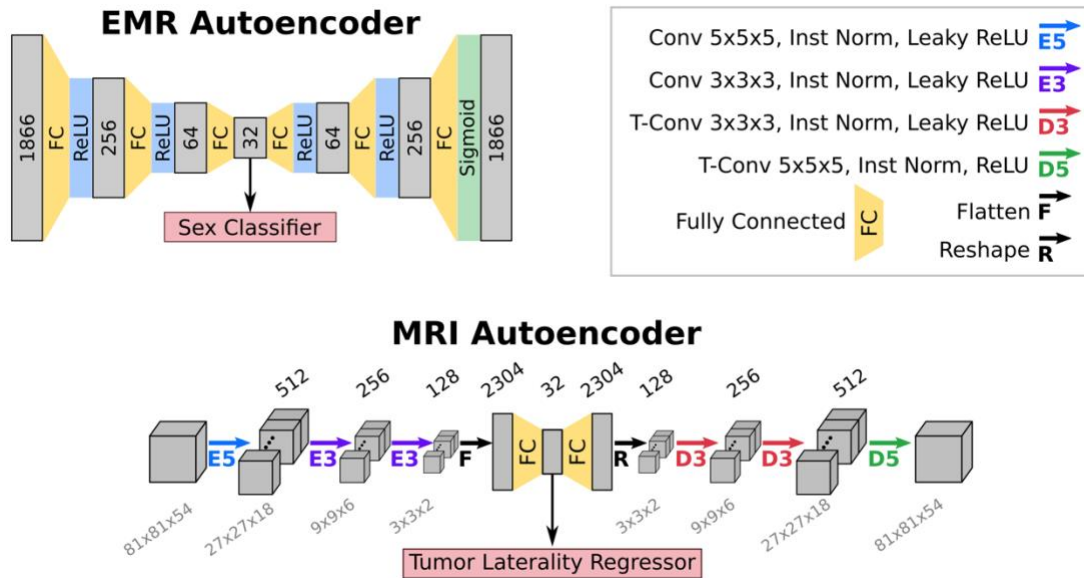 EMR Autoencoder
1866
FC
ReLU
256
FC
ReLU
64
FC
32
FC
ReLU
64
FC
ReLU
256
FC
Sigmoid
1866
Sex Classifier
Conv 5x5x5, Inst Norm, Leaky ReLU E5
Conv 3x3x3, Inst Norm, Leaky ReLU E3
T-Conv 3x3x3, Inst Norm, Leaky ReLU D3
T-Conv 5x5x5, Inst Norm, ReLU D5
Fully Connected FC
Flatten F
Reshape R
MRI Autoencoder
512 256 128 2304 32 2304 128 256 512
E5 E3 E3 F FC FC R D3 D3 D5
81x81x54 27x27x18 9x9x6 3x3x2 3x3x2 9x9x6 27x27x18 81x81x54
Tumor Laterality Regressor